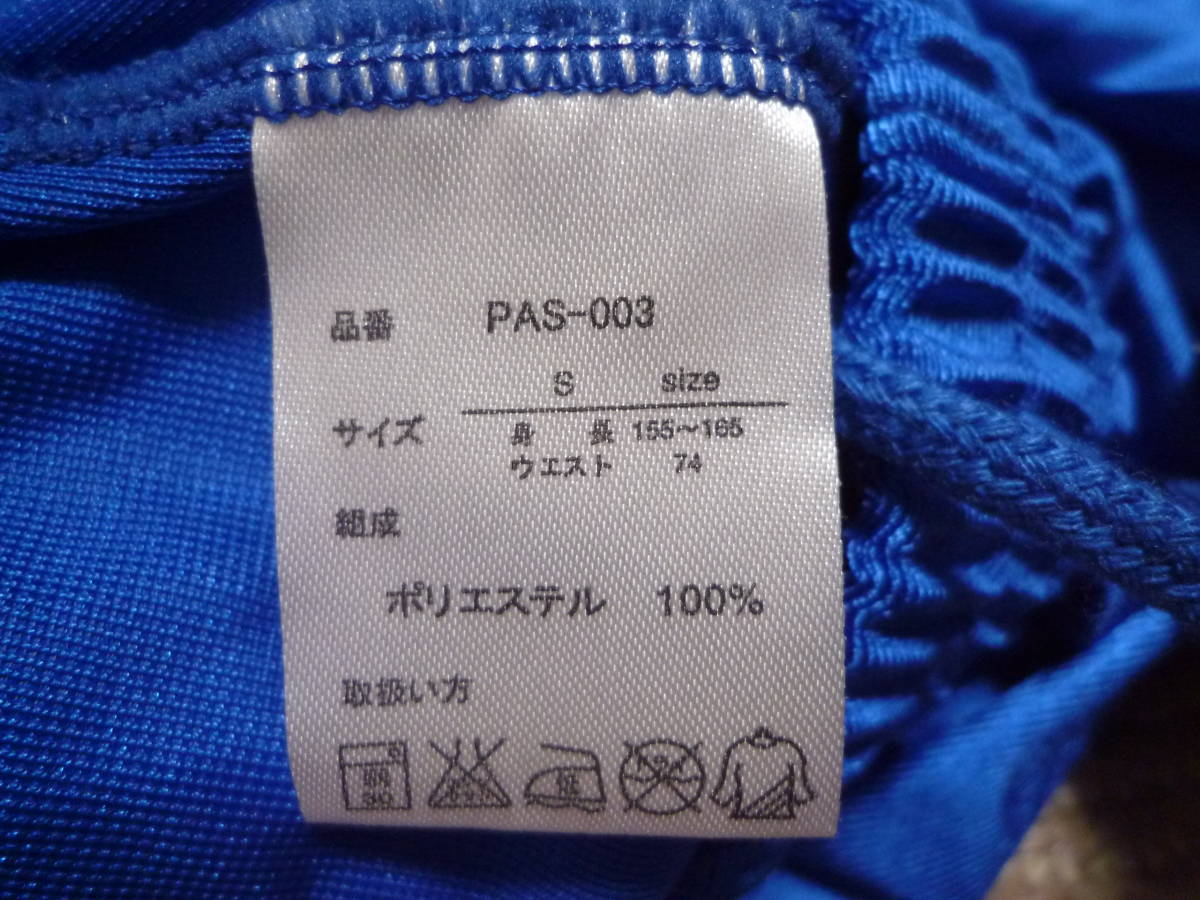 品番 PAS-003
S size
サイズ 身長 155～165
ウエスト 74
組成
ポリエステル 100%
取扱い方
低